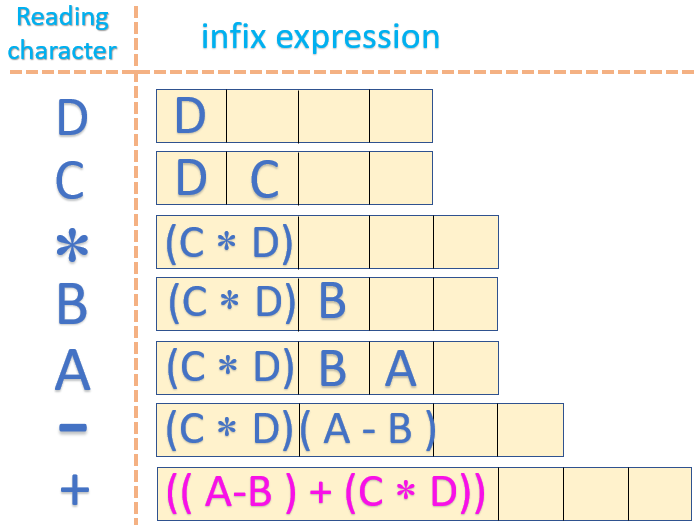 Reading
character
infix expression
D D
C D C
* (C * D)
B (C * D) B
A (C * D) B A
- (C * D) ( A - B )
+ (( A-B ) + (C * D))